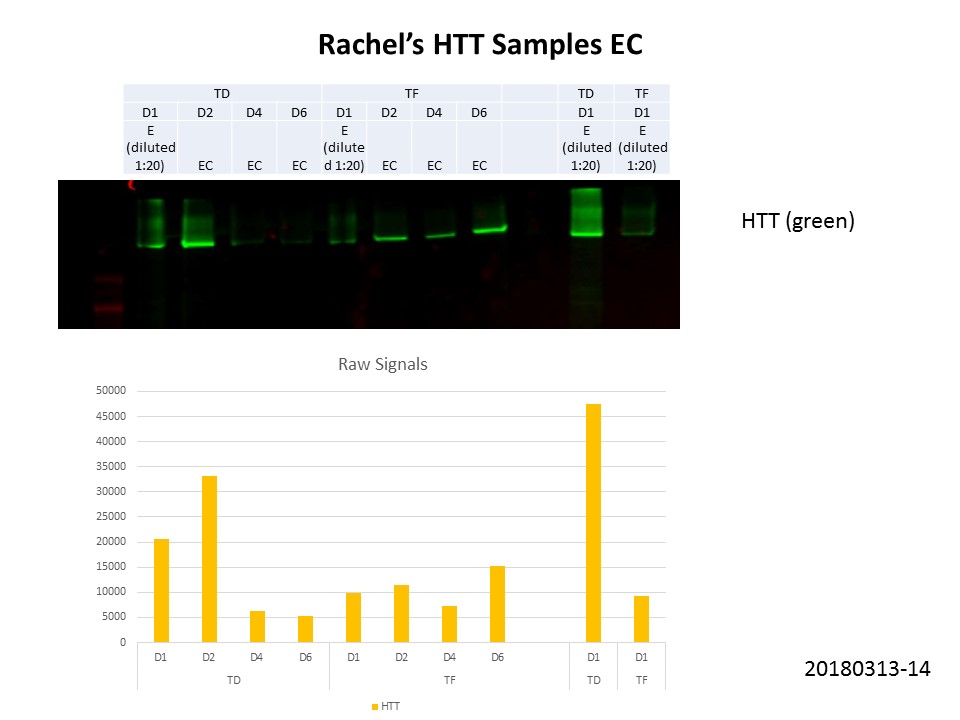 Rachel’s HTT Samples EC
TD TF TD TF
D1 D2 D4 D6 D1 D2 D4 D6 D1 D1
E (diluted 1:20) EC EC EC E (dilute d 1:20) EC EC EC E (diluted 1:20) E (diluted 1:20)
HTT (green)
Raw Signals
50000
45000
40000
35000
30000
25000
20000
15000
10000
5000
0
D1 D2 D4 D6 D1 D2 D4 D6 D1 D1
TD TF TD TF
HTT
20180313-14